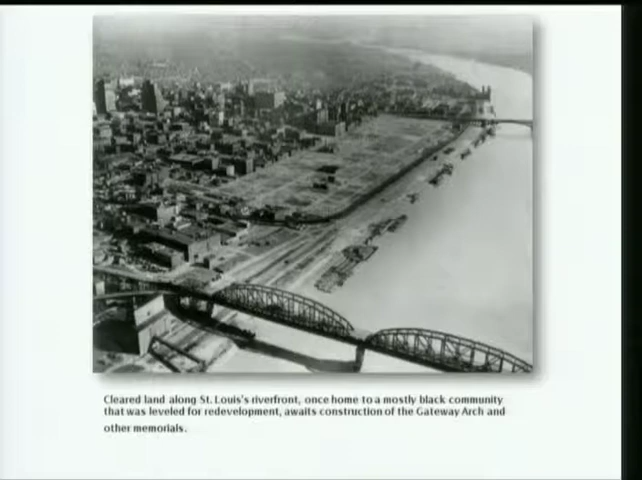 Cleared land along St. Louis's riverfront, once home to a mostly black community
that was leveled for redevelopment, awaits construction of the Gateway Arch and
other memorials.